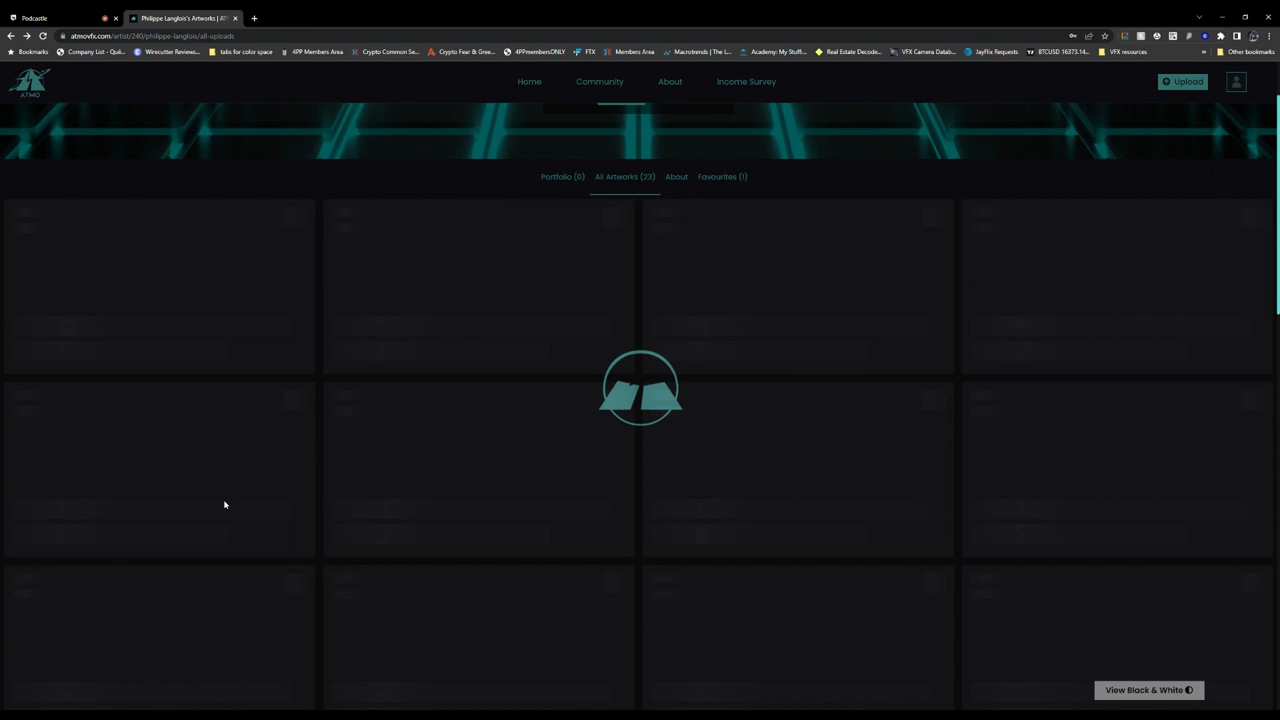 Podcastle
Philippe Langlois's Artworks | AT
atmovfx.com/artist/240/philippe-langlois/all-uploads
Bookmarks
Company List - Qué...
Wirecutter Reviews...
tabs for color space
4PP Members Area
Crypto Common Se...
Crypto Fear & Gree...
4PPmembersONLY
FTX
Members Area
Macrotrends | The L...
Academy: My Stuff...
Real Estate Decode...
VFX Camera Datab...
JayFlix Requests
BTCUSD 16373.14...
VFX resources
»
Other bookmarks
ATMO
Home
Community
About
Income Survey
Upload
Portfolio (0)
All Artworks (23)
About
Favourites (1)
View Black & White